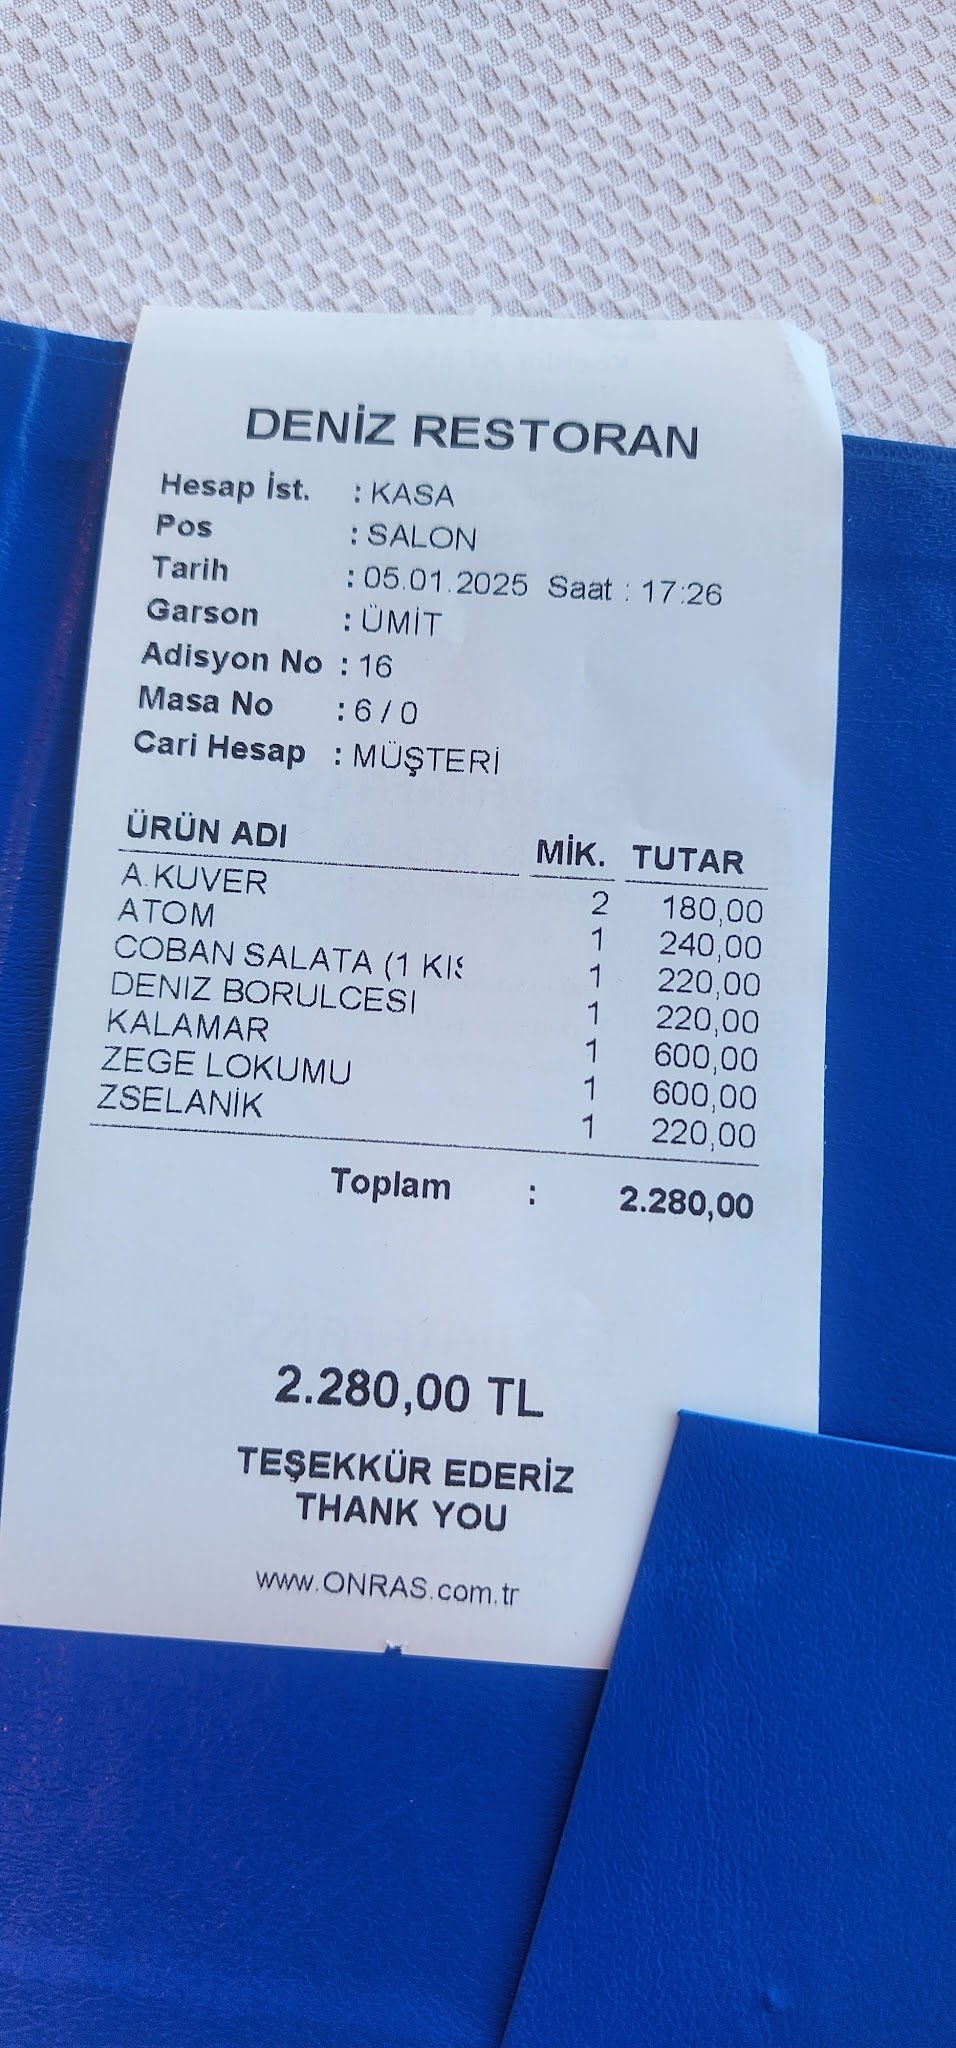 DENİZ RESTORAN
Hesap İst. : KASA
Pos : SALON
Tarih : 05.01.2025 Saat : 17:26
Garson : ÜMİT
Adisyon No : 16
Masa No : 6 / 0
Cari Hesap : MÜŞTERİ
ÜRÜN ADI MİK. TUTAR
A.KUVER 2 180,00
ATOM 1 240,00
COBAN SALATA (1 KIS 1 220,00
DENIZ BORULCESI 1 220,00
KALAMAR 1 600,00
ZEGE LOKUMU 1 600,00
ZSELANİK 1 220,00
Toplam : 2.280,00
2.280,00 TL
TEŞEKKÜR EDERİZ
THANK YOU
www.ONRAS.com.tr